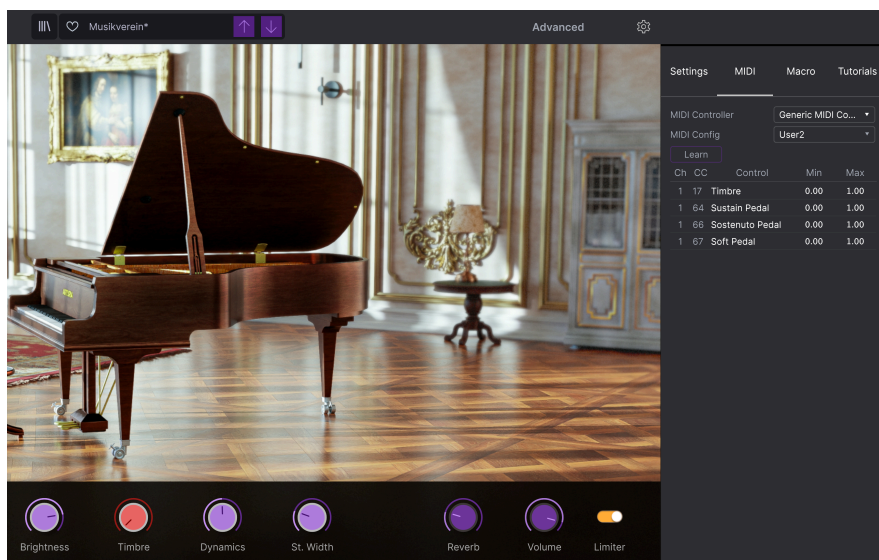 Musikverein*
Advanced
Settings MIDI Macro Tutorials
MIDI Controller Generic MIDI Co...
MIDI Config User2
Learn
Ch CC Control Min Max
1 17 Timbre 0.00 1.00
1 64 Sustain Pedal 0.00 1.00
1 66 Sostenuto Pedal 0.00 1.00
1 67 Soft Pedal 0.00 1.00
Brightness Timbre Dynamics St. Width Reverb Volume Limiter